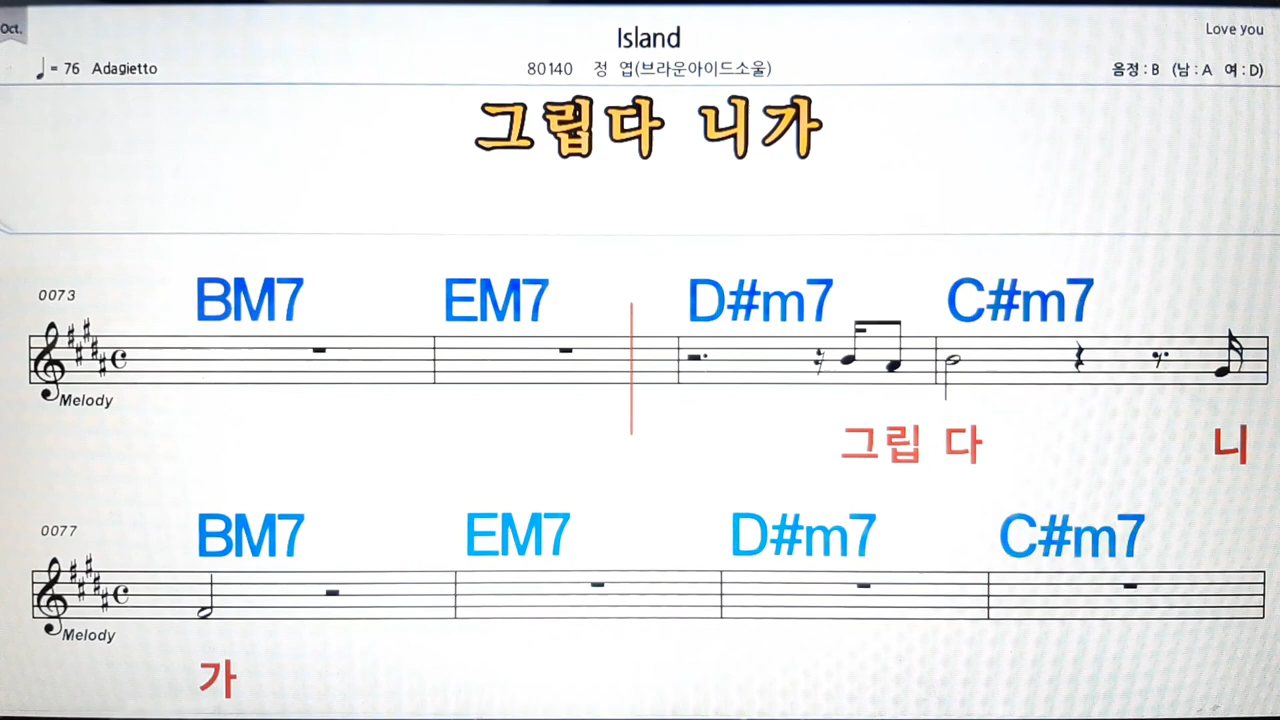 Oct.
Island
Love you
♩ = 76 Adagietto
80140 정 엽(브라운아이드소울)
음정 : B (남 : A 여 : D)
그립다 니가
BM7 EM7 D#m7 C#m7
0073
Melody
그립 다 니
BM7 EM7 D#m7 C#m7
0077
Melody
가